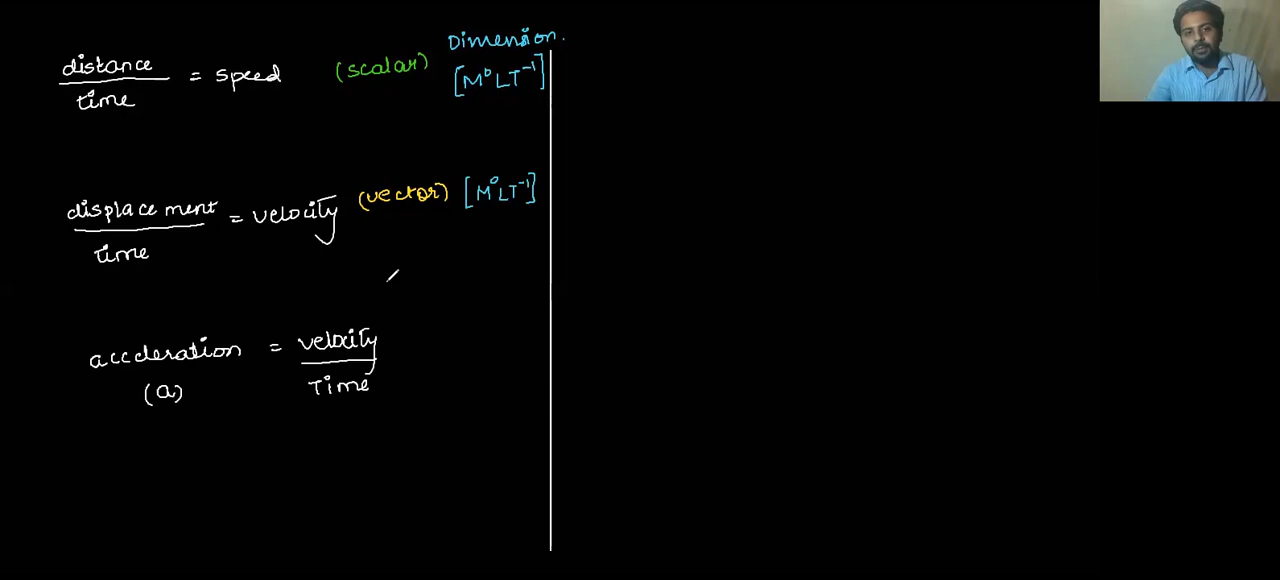 Dimension.
distance
time
= speed (scalar) [M⁰LT⁻¹]
displacement
time
= velocity (vector) [M⁰LT⁻¹]
acceleration = velocity
(a) Time